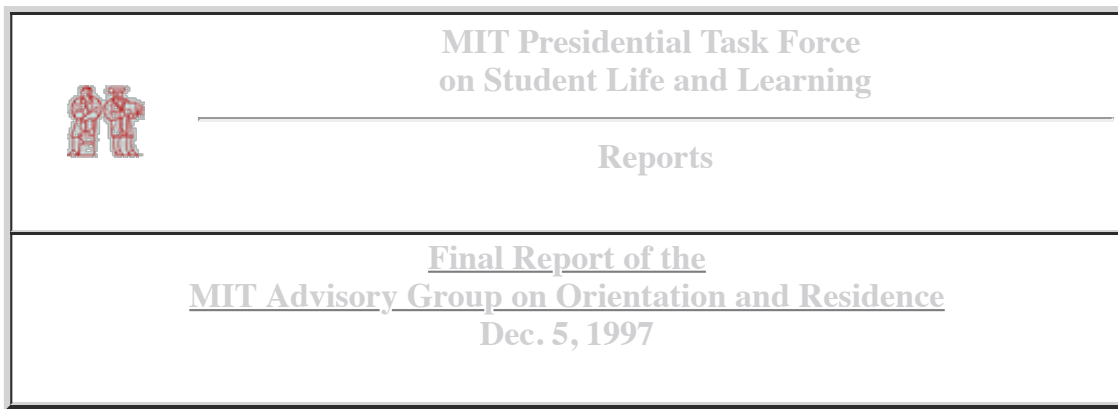 MIT Presidential Task Force
on Student Life and Learning
Reports
Final Report of the
MIT Advisory Group on Orientation and Residence
Dec. 5, 1997